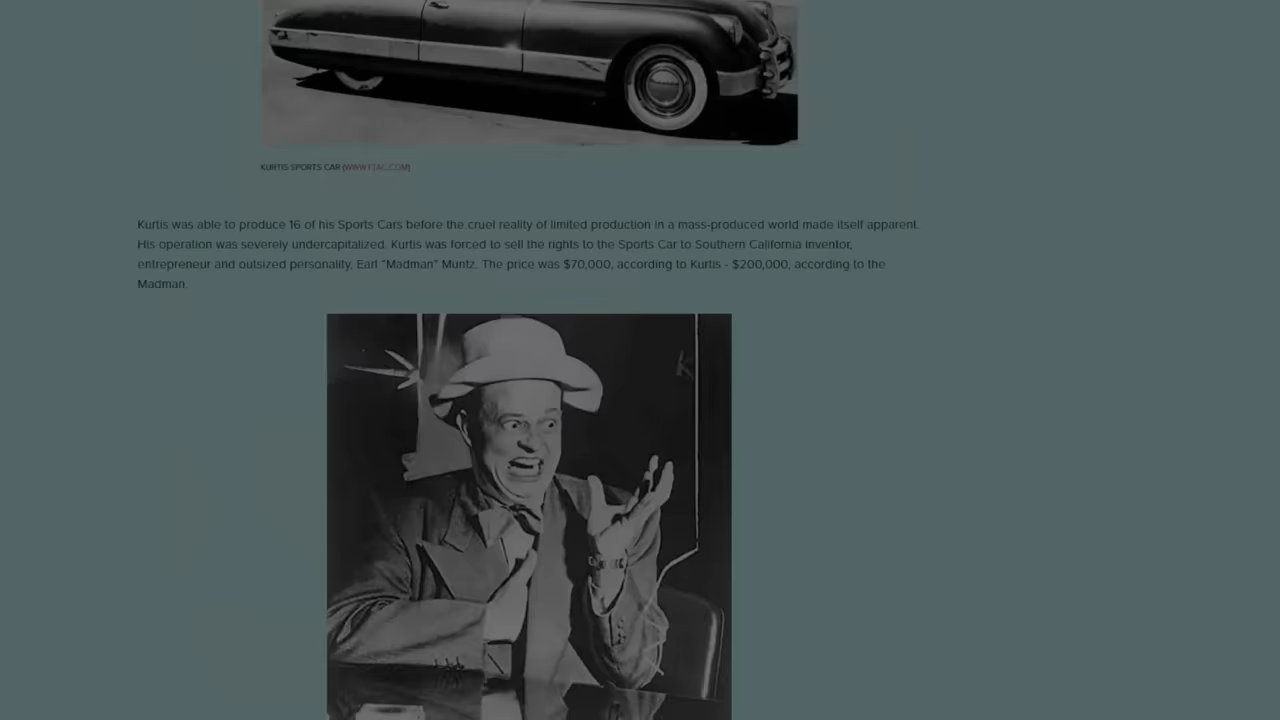 KURTIS SPORTS CAR (WWW.TTAC.COM)
Kurtis was able to produce 16 of his Sports Cars before the cruel reality of limited production in a mass-produced world made itself apparent.
His operation was severely undercapitalized. Kurtis was forced to sell the rights to the Sports Car to Southern California inventor,
entrepreneur and outsized personality, Earl "Madman" Muntz. The price was $70,000, according to Kurtis - $200,000, according to the
Madman.
K